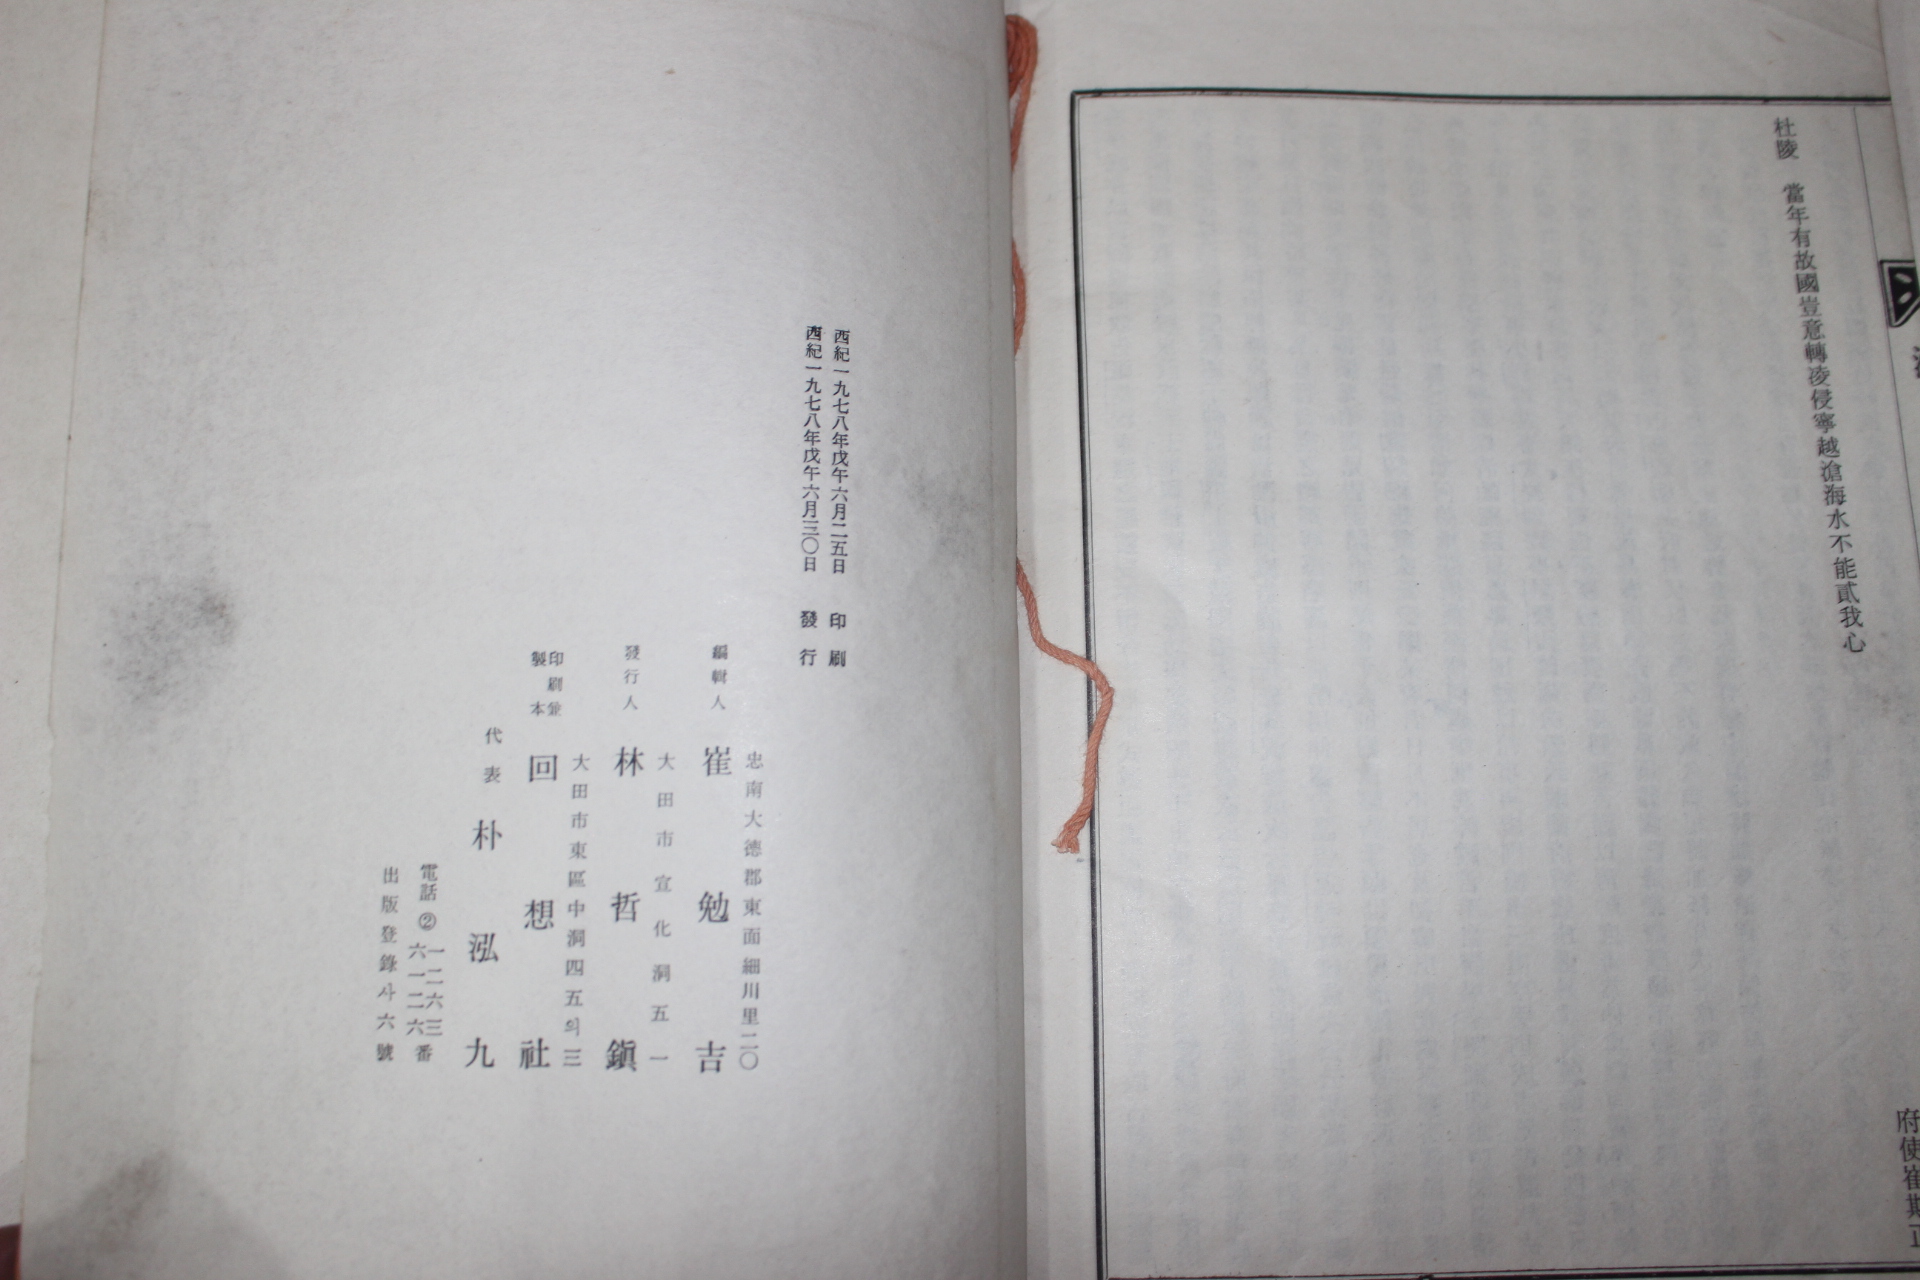 府使崔
杜陵 當年有故國豈意轉凌侵寧越滄海水不能貳我心
西紀一九七八年戊午六月二五日 印刷
西紀一九七八年戊午六月三〇日 發行
忠南大德郡東面細川里二〇
編輯人 崔勉吉
大田市宣化洞五一
發行人 林哲鎭
大田市東區中洞四五의三
印刷兼製本 回想社
代表 朴泓九
電話②一二六三
六一二六番
出版登錄사六號